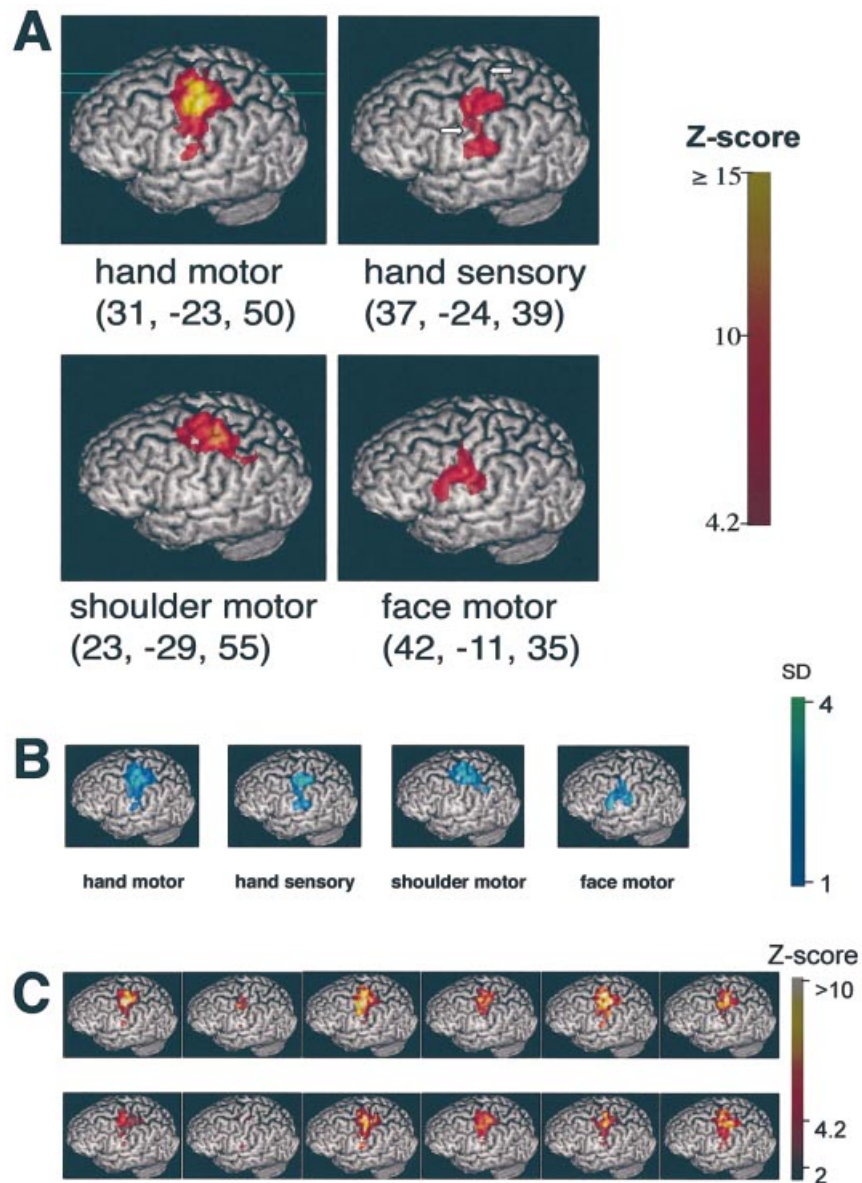 A
Z-score
≥ 15
10
4.2
hand motor
(31, -23, 50)
hand sensory
(37, -24, 39)
shoulder motor
(23, -29, 55)
face motor
(42, -11, 35)
SD
4
1
B
hand motor
hand sensory
shoulder motor
face motor
C
Z-score
>10
4.2
2